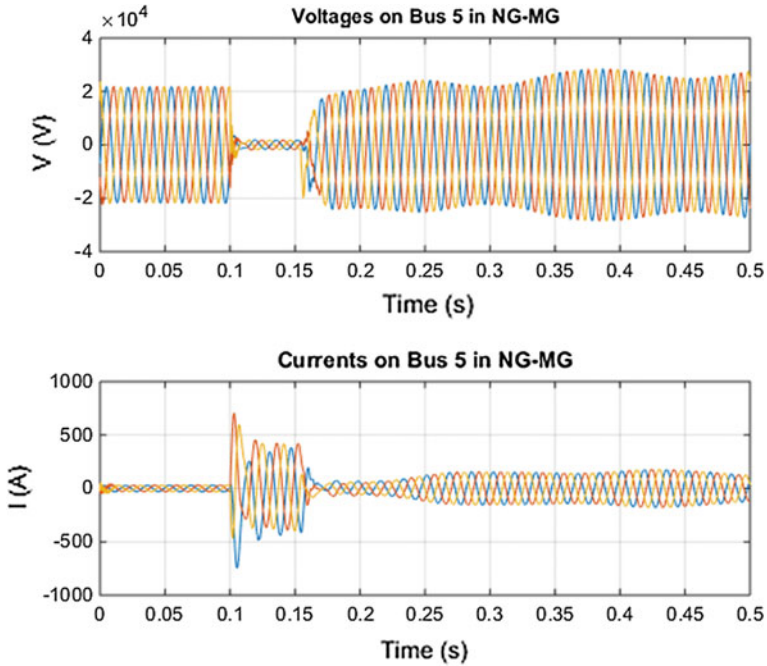 Voltages on Bus 5 in NG-MG
× 10⁴
4
2
0
-2
-4
V (V)
0 0.05 0.1 0.15 0.2 0.25 0.3 0.35 0.4 0.45 0.5
Time (s)
Currents on Bus 5 in NG-MG
1000
500
0
-500
-1000
I (A)
0 0.05 0.1 0.15 0.2 0.25 0.3 0.35 0.4 0.45 0.5
Time (s)